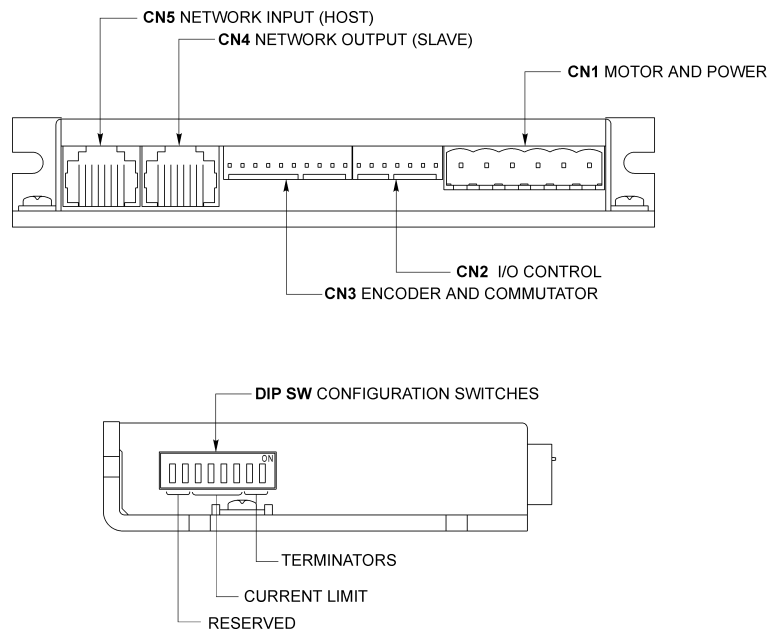 CN5 NETWORK INPUT (HOST)
CN4 NETWORK OUTPUT (SLAVE)
CN1 MOTOR AND POWER
CN2 I/O CONTROL
CN3 ENCODER AND COMMUTATOR
DIP SW CONFIGURATION SWITCHES
ON
TERMINATORS
CURRENT LIMIT
RESERVED